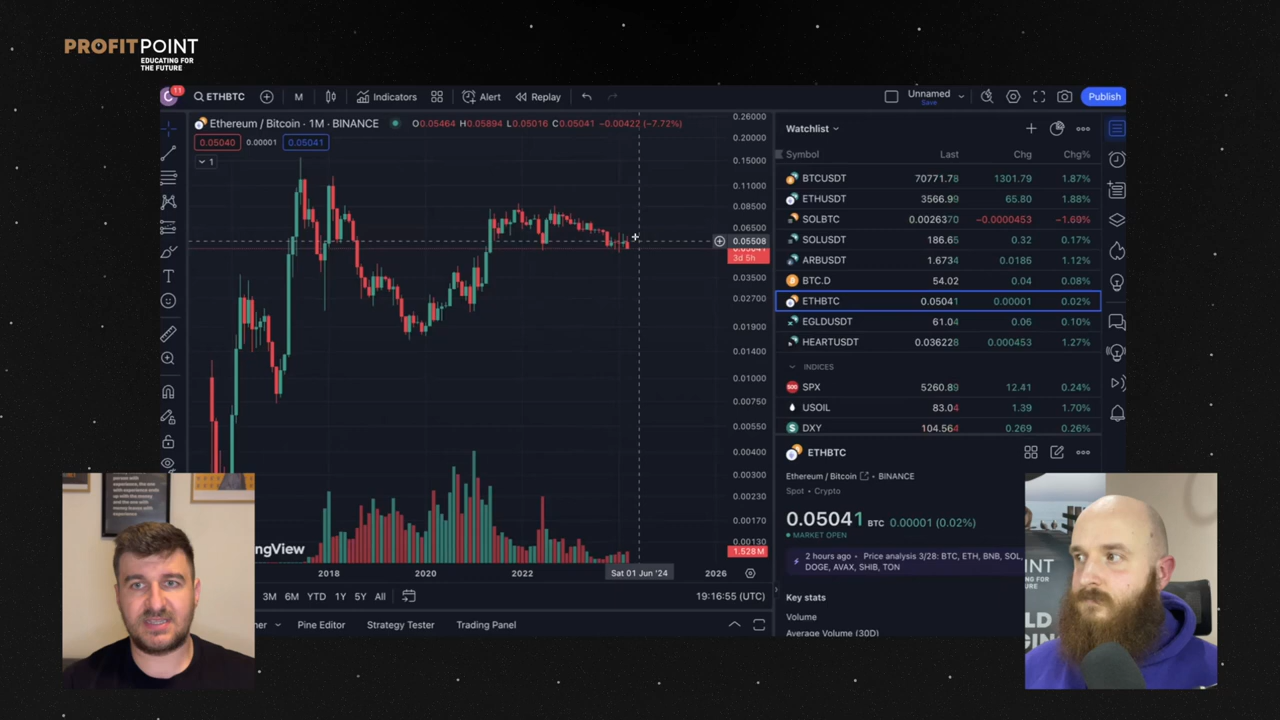 PROFITPOINT
EDUCATING FOR
THE FUTURE
C 11 ETHBTC M Indicators Alert Replay Unnamed Save Publish
Ethereum / Bitcoin · 1M · BINANCE O0.05464 H0.05894 L0.05016 C0.05041 −0.00422 (−7.72%)
0.05040 0.00001 0.05041
1
0.26000
0.20000
0.15000
0.11000
0.08500
0.06500
0.05508
3d 5h
0.03500
0.02700
0.01900
0.01400
0.01000
0.00750
0.00550
0.00400
0.00300
0.00230
0.00170
0.00130
1.528M
2018 2020 2022 Sat 01 Jun '24 2026
3M 6M YTD 1Y 5Y All 19:16:55 (UTC)
Pine Editor Strategy Tester Trading Panel
Watchlist
Symbol Last Chg Chg%
BTCUSDT 70771.78 1301.79 1.87%
ETHUSDT 3566.99 65.80 1.88%
SOLBTC 0.0026370 −0.0000453 −1.69%
SOLUSDT 186.65 0.32 0.17%
ARBUSDT 1.6734 0.0186 1.12%
BTC.D 54.02 0.04 0.08%
ETHBTC 0.05041 0.00001 0.02%
EGLDUSDT 61.04 0.06 0.10%
HEARTUSDT 0.036228 0.000453 1.27%
INDICES
500 SPX 5260.89 12.41 0.24%
USOIL 83.04 1.39 1.70%
DXY 104.564 0.269 0.26%
ETHBTC
Ethereum / Bitcoin · BINANCE
Spot · Crypto
0.05041 BTC 0.00001 (0.02%)
MARKET OPEN
2 hours ago · Price analysis 3/28: BTC, ETH, BNB, SOL,
DOGE, AVAX, SHIB, TON
Key stats
Volume
Average Volume (30D)
person with
experience.